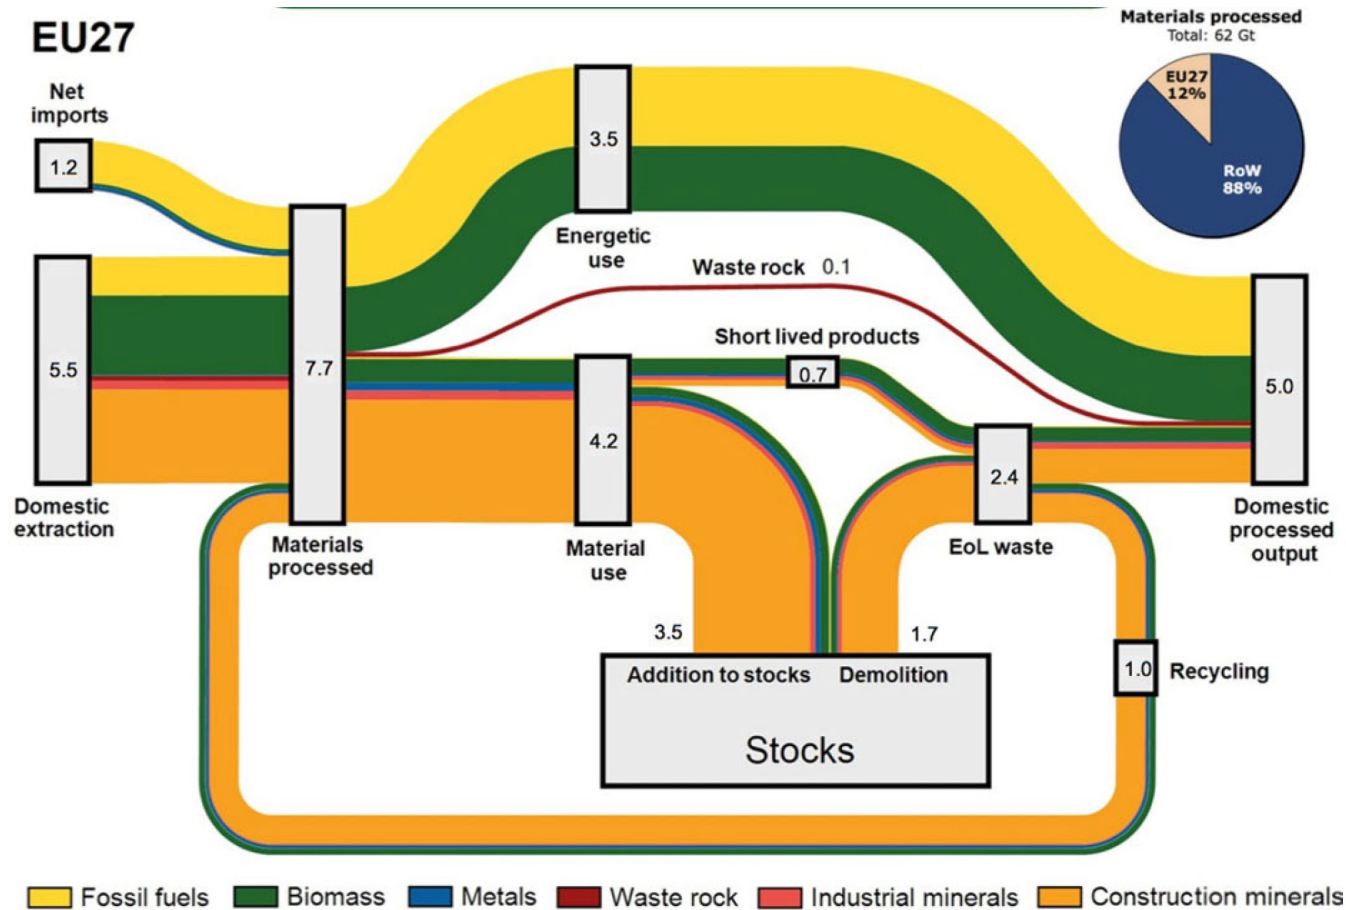 EU27
Materials processed
Total: 62 Gt
EU27
12%
RoW
88%
Net
imports
1.2
3.5
Energetic
use
Waste rock 0.1
Short lived products
0.7
5.5
7.7
4.2
2.4
5.0
Domestic
extraction
Materials
processed
Material
use
EoL waste
Domestic
processed
output
3.5
1.7
Addition to stocks
Demolition
Stocks
1.0
Recycling
Fossil fuels
Biomass
Metals
Waste rock
Industrial minerals
Construction minerals